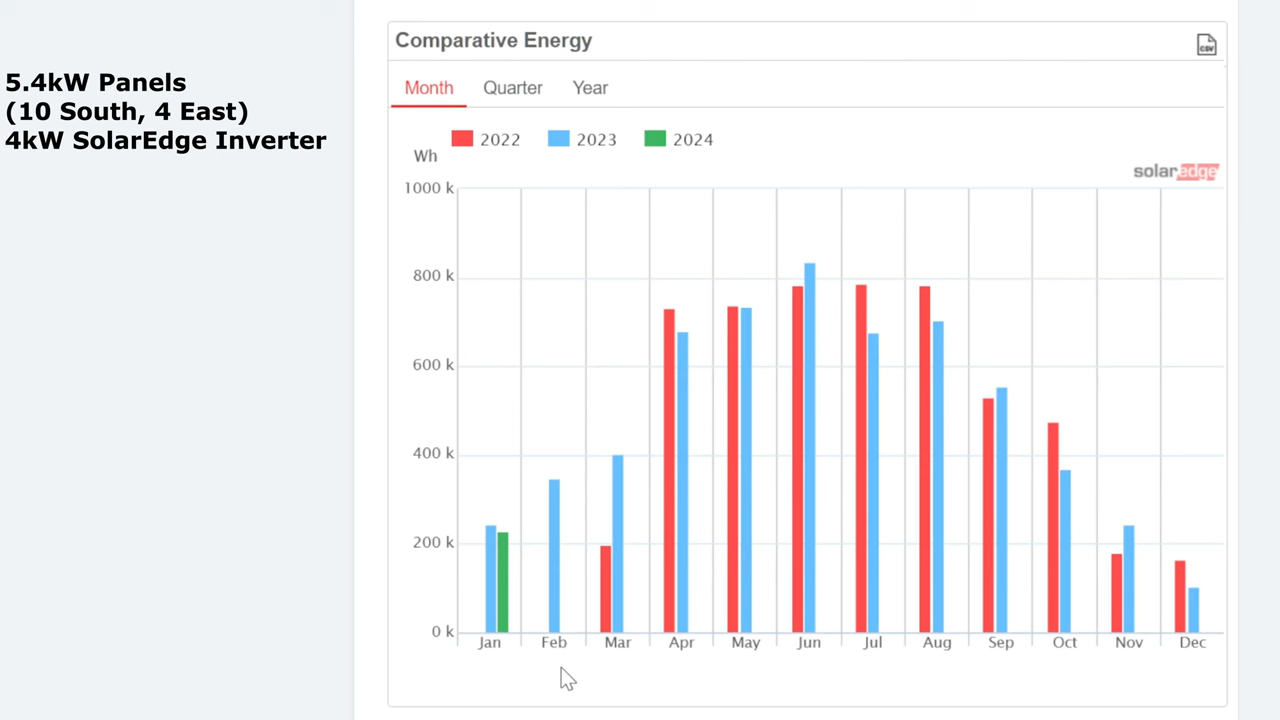 5.4kW Panels
(10 South, 4 East)
4kW SolarEdge Inverter
Comparative Energy
CSV
Month Quarter Year
2022 2023 2024
Wh
solaredge
1000 k
800 k
600 k
400 k
200 k
0 k
Jan Feb Mar Apr May Jun Jul Aug Sep Oct Nov Dec